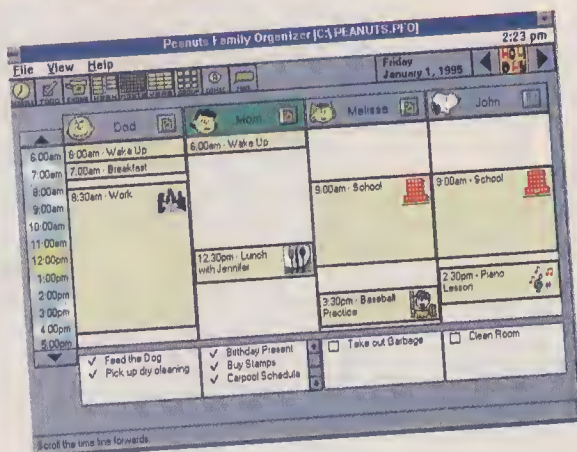 Peanuts Family Organizer [C:\PEANUTS.PFO]
2:23 pm
File View Help
Friday
January 1, 1995
Dad
Mom
Melissa
John
6:00am
7:00am
8:00am
9:00am
10:00am
11:00am
12:00pm
1:00pm
2:00pm
3:00pm
4:00pm
5:00pm
6:00am - Wake Up
7:00am - Breakfast
8:30am - Work
6:00am - Wake Up
12:30pm - Lunch
with Jennifer
9:00am - School
3:30pm - Baseball
Practice
9:00am - School
2:30pm - Piano
Lesson
Feed the Dog
Pick up dry cleaning
Birthday Present
Buy Stamps
Carpool Schedule
Take out Garbage
Clean Room
Scroll the time line forwards.